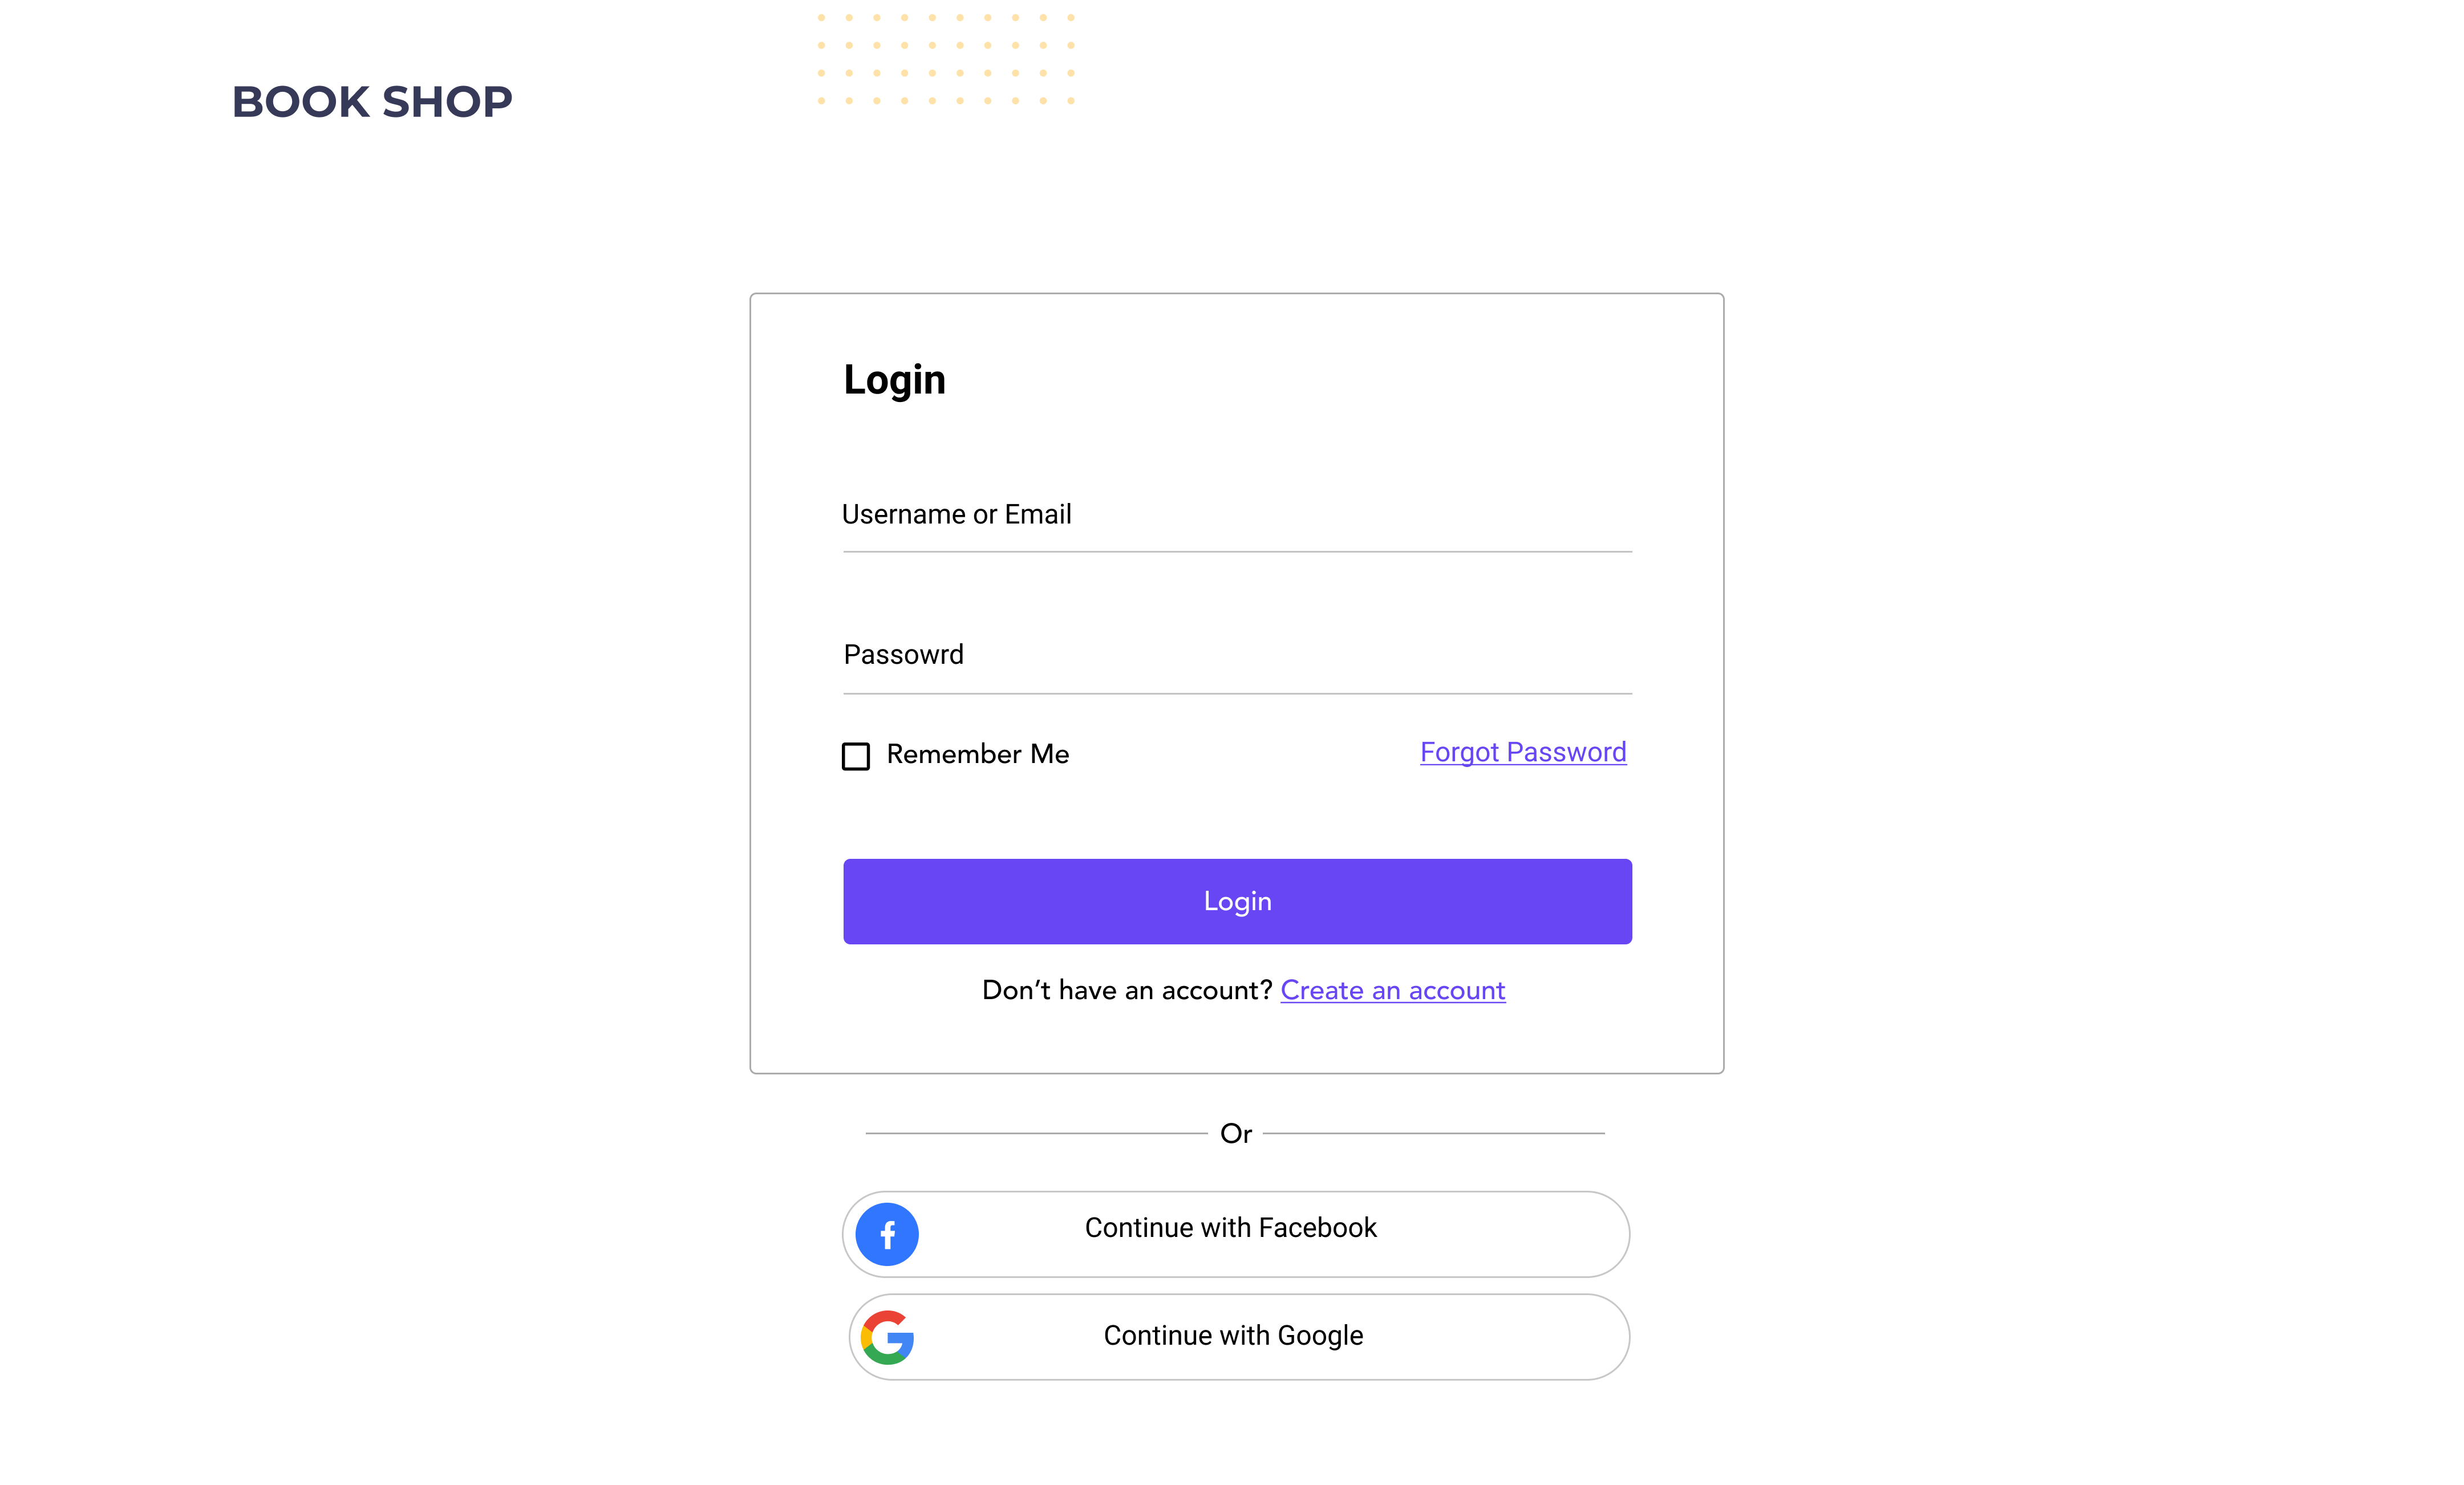 BOOK SHOP
Login
Username or Email
Passowrd
Remember Me
Forgot Password
Login
Don't have an account? Create an account
Or
Continue with Facebook
Continue with Google